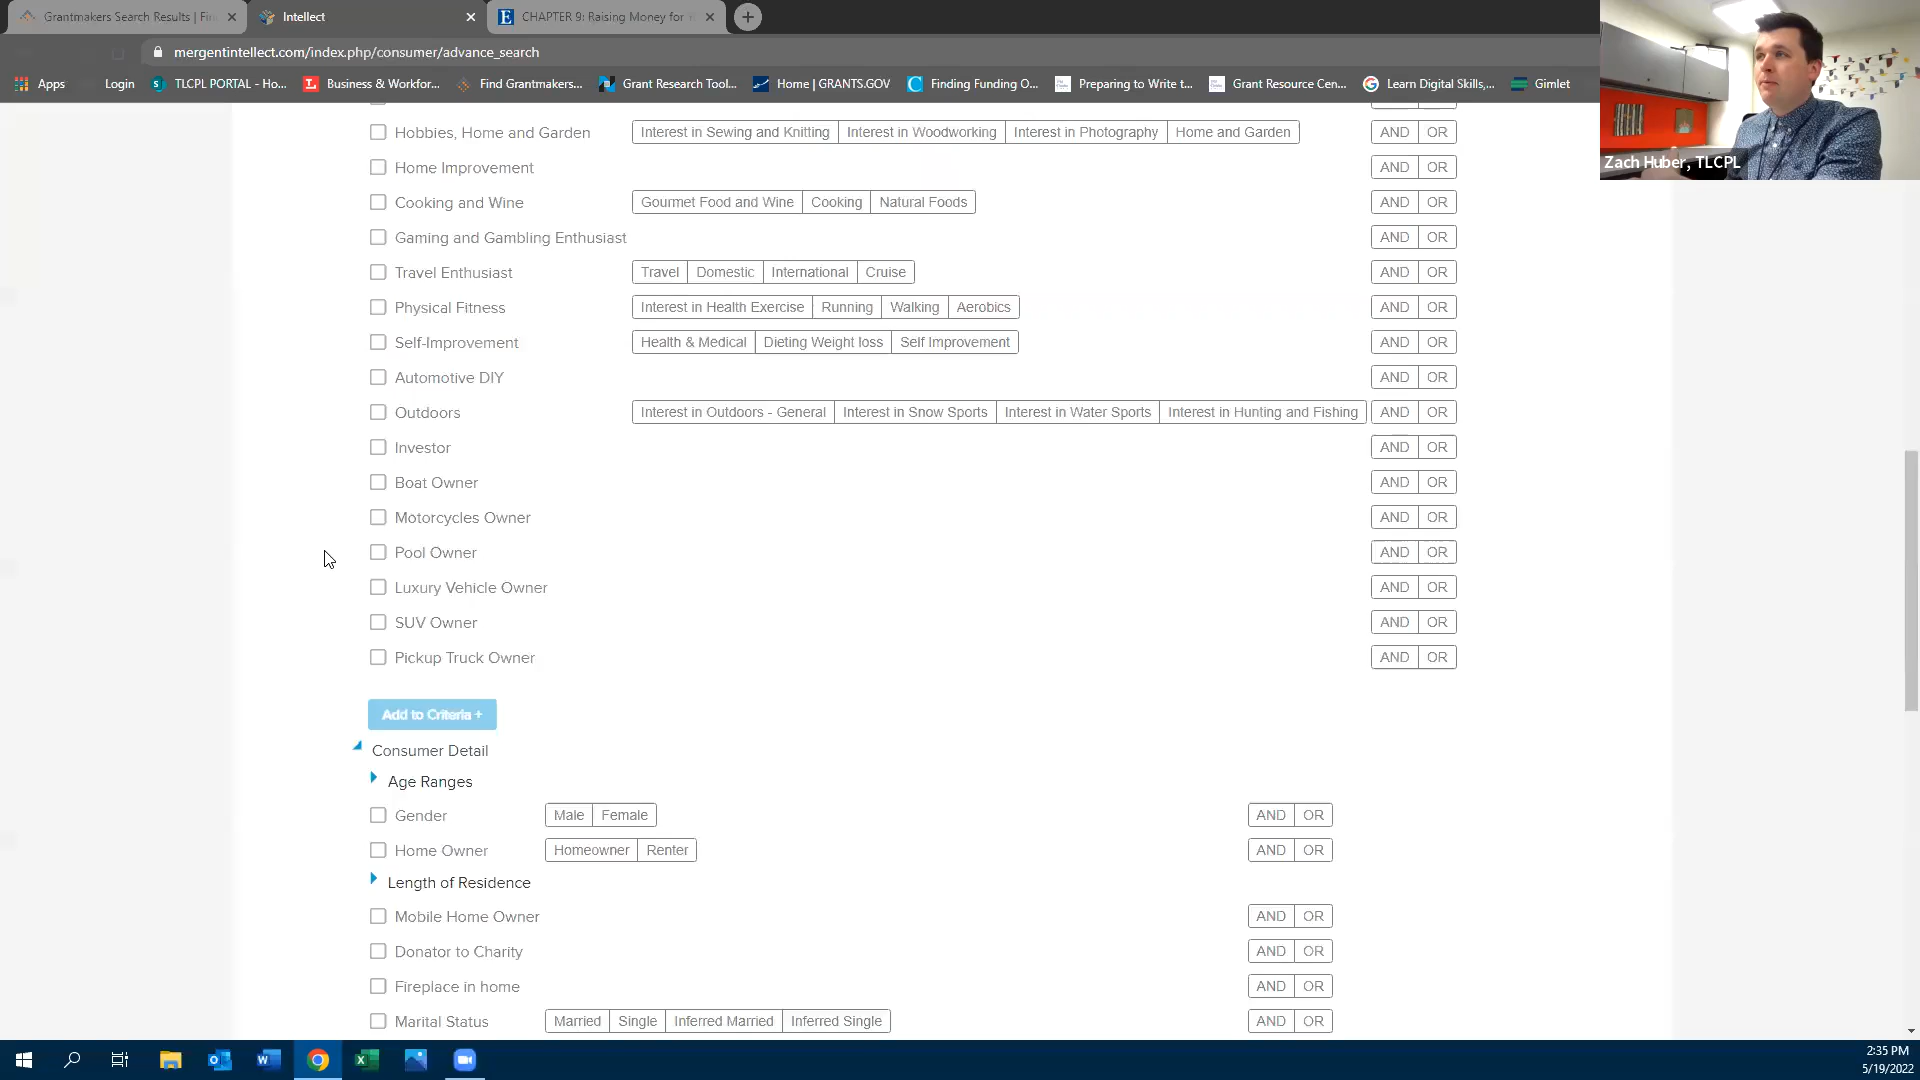 Grantmakers Search Results | Fin
Intellect
CHAPTER 9: Raising Money for
mergentintellect.com/index.php/consumer/advance_search
Apps
Login
TLCPL PORTAL - Ho...
Business & Workfor...
Find Grantmakers...
Grant Research Tool...
Home | GRANTS.GOV
Finding Funding O...
Preparing to Write t...
Grant Resource Cen...
Learn Digital Skills,...
Gimlet
Zach Huber, TLCPL
Hobbies, Home and Garden Interest in Sewing and Knitting Interest in Woodworking Interest in Photography Home and Garden AND OR
Home Improvement AND OR
Cooking and Wine Gourmet Food and Wine Cooking Natural Foods AND OR
Gaming and Gambling Enthusiast AND OR
Travel Enthusiast Travel Domestic International Cruise AND OR
Physical Fitness Interest in Health Exercise Running Walking Aerobics AND OR
Self-Improvement Health & Medical Dieting Weight loss Self Improvement AND OR
Automotive DIY AND OR
Outdoors Interest in Outdoors - General Interest in Snow Sports Interest in Water Sports Interest in Hunting and Fishing AND OR
Investor AND OR
Boat Owner AND OR
Motorcycles Owner AND OR
Pool Owner AND OR
Luxury Vehicle Owner AND OR
SUV Owner AND OR
Pickup Truck Owner AND OR
Add to Criteria +
Consumer Detail
Age Ranges
Gender Male Female AND OR
Home Owner Homeowner Renter AND OR
Length of Residence
Mobile Home Owner AND OR
Donator to Charity AND OR
Fireplace in home AND OR
Marital Status Married Single Inferred Married Inferred Single AND OR
2:35 PM
5/19/2022